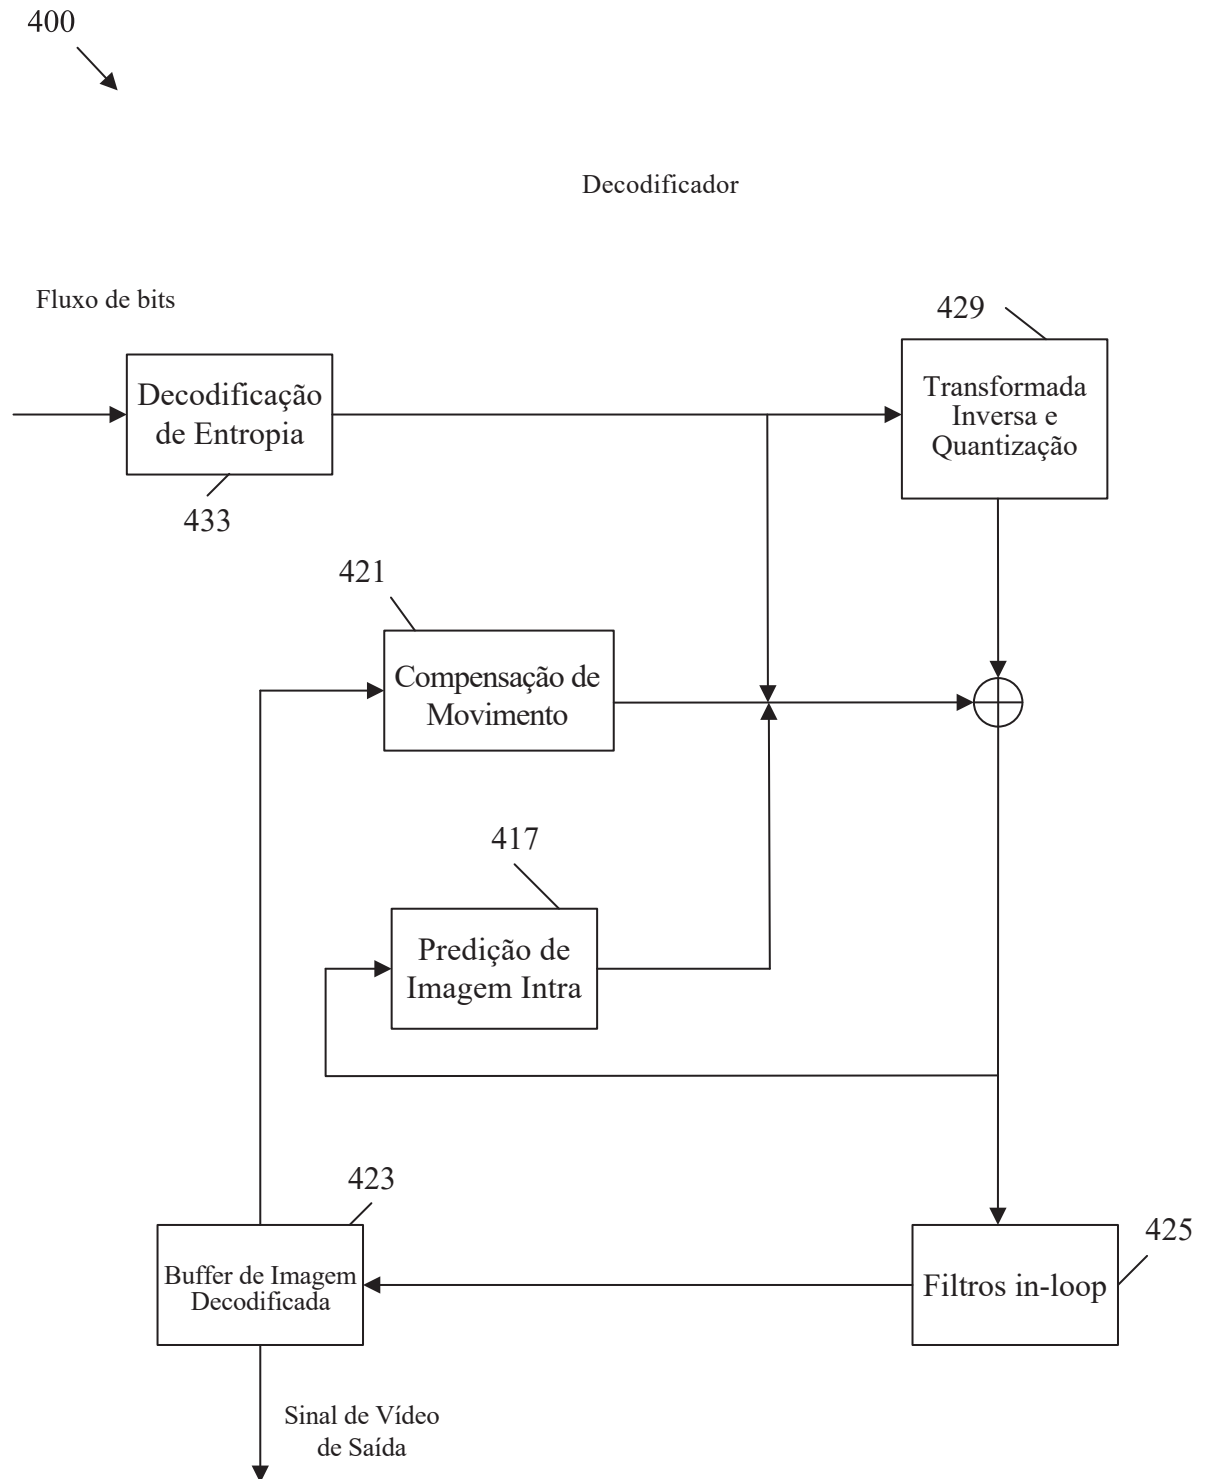 400
Decodificador
Fluxo de bits
429
Decodificação
de Entropia
Transformada
Inversa e
Quantização
433
421
Compensação de
Movimento
417
Predição de
Imagem Intra
423
425
Buffer de Imagem
Decodificada
Filtros in-loop
Sinal de Vídeo
de Saída